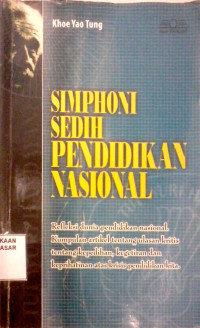 Khoe Yao Tung
SIMPHONI
SEDIH
PENDIDIKAN
NASIONAL
Refleksi dunia pendidikan nasional.
Kumpulan artikel tentang ulasan kritis
tentang kepedihan, kegetiran dan
keprihatinan atas krisis pendidikan kita.
KAAN
ASAR